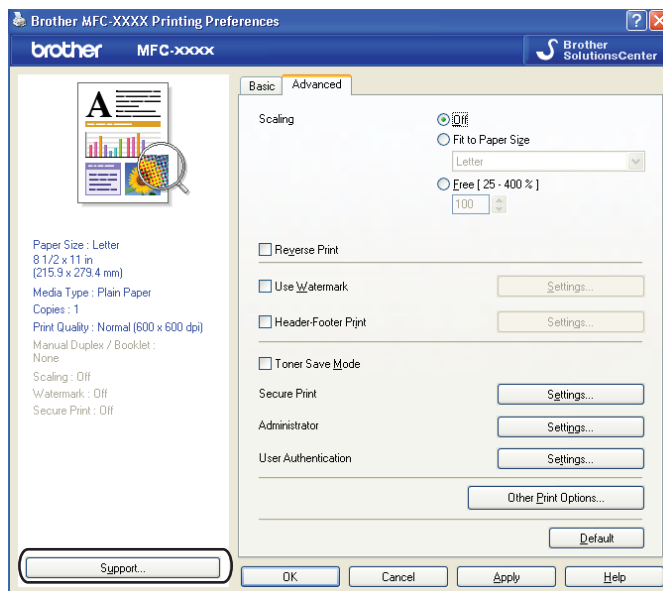 Brother MFC-XXXX Printing Preferences
brother MFC-xxxx
Brother
SolutionsCenter
A
Paper Size : Letter
8 1/2 x 11 in
(215.9 x 279.4 mm)
Media Type : Plain Paper
Copies : 1
Print Quality : Normal (600 x 600 dpi)
Manual Duplex / Booklet :
None
Scaling : Off
Watermark : Off
Secure Print : Off
Support...
Basic Advanced
Scaling
Off
Fit to Paper Size
Letter
Free [ 25 - 400 % ]
100
Reverse Print
Use Watermark Settings...
Header-Footer Print Settings...
Toner Save Mode
Secure Print Settings...
Administrator Settings...
User Authentication Settings...
Other Print Options...
Default
OK Cancel Apply Help